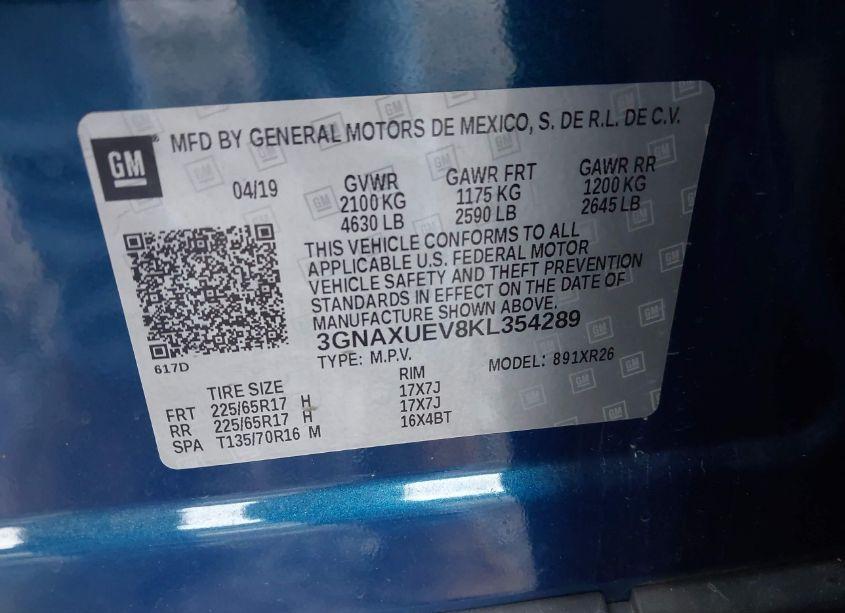 GM ® MFD BY GENERAL MOTORS DE MEXICO, S. DE R.L. DE C.V.
04/19 GVWR GAWR FRT GAWR RR
2100 KG 1175 KG 1200 KG
4630 LB 2590 LB 2645 LB
THIS VEHICLE CONFORMS TO ALL
APPLICABLE U.S. FEDERAL MOTOR
VEHICLE SAFETY AND THEFT PREVENTION
STANDARDS IN EFFECT ON THE DATE OF
MANUFACTURE SHOWN ABOVE.
3GNAXUEV8KL354289
617D TYPE: M.P.V. MODEL: 891XR26
TIRE SIZE RIM
FRT 225/65R17 H 17X7J
RR 225/65R17 H 17X7J
SPA T135/70R16 M 16X4BT